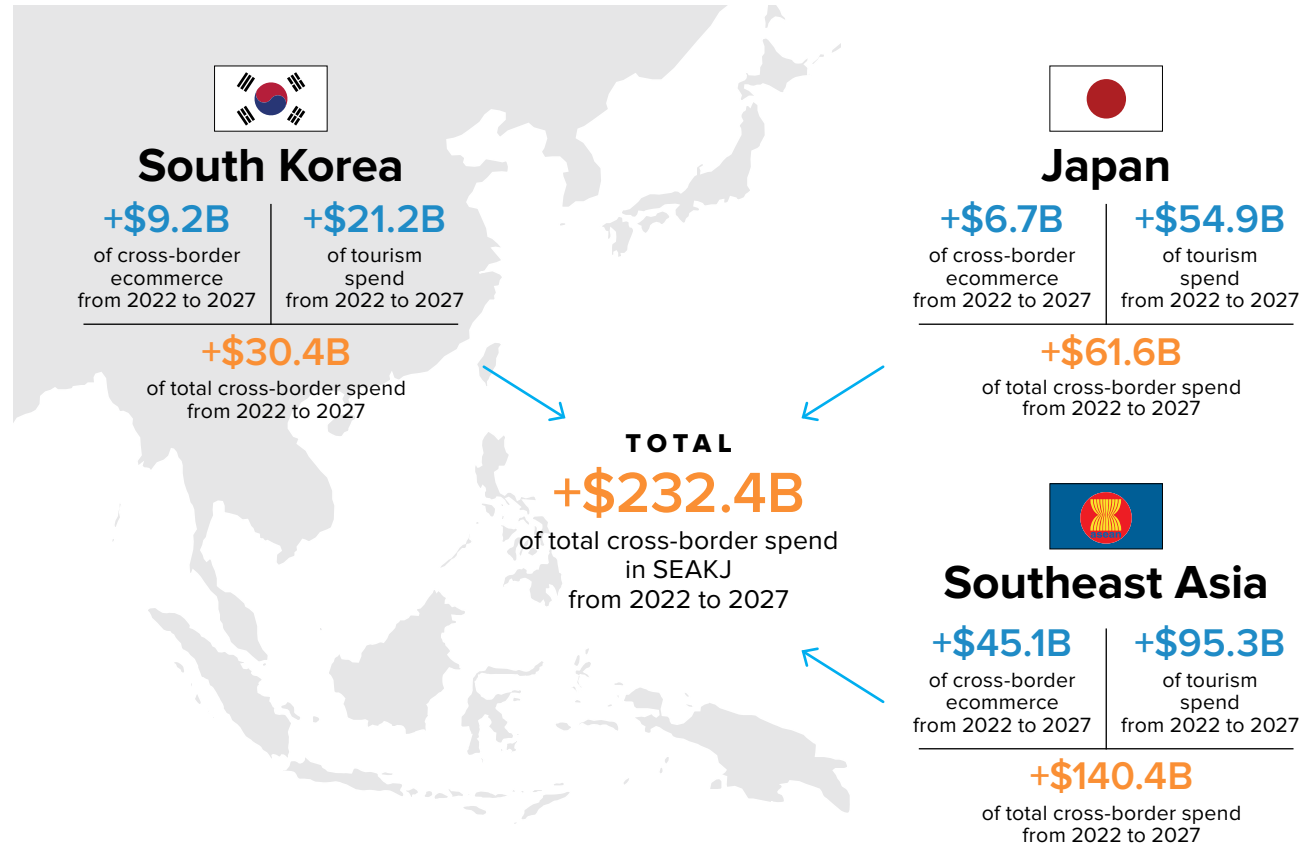 South Korea
+$9.2B
of cross-border
ecommerce
from 2022 to 2027
+$21.2B
of tourism
spend
from 2022 to 2027
+$30.4B
of total cross-border spend
from 2022 to 2027
Japan
+$6.7B
of cross-border
ecommerce
from 2022 to 2027
+$54.9B
of tourism
spend
from 2022 to 2027
+$61.6B
of total cross-border spend
from 2022 to 2027
TOTAL
+$232.4B
of total cross-border spend
in SEAKJ
from 2022 to 2027
asean
Southeast Asia
+$45.1B
of cross-border
ecommerce
from 2022 to 2027
+$95.3B
of tourism
spend
from 2022 to 2027
+$140.4B
of total cross-border spend
from 2022 to 2027